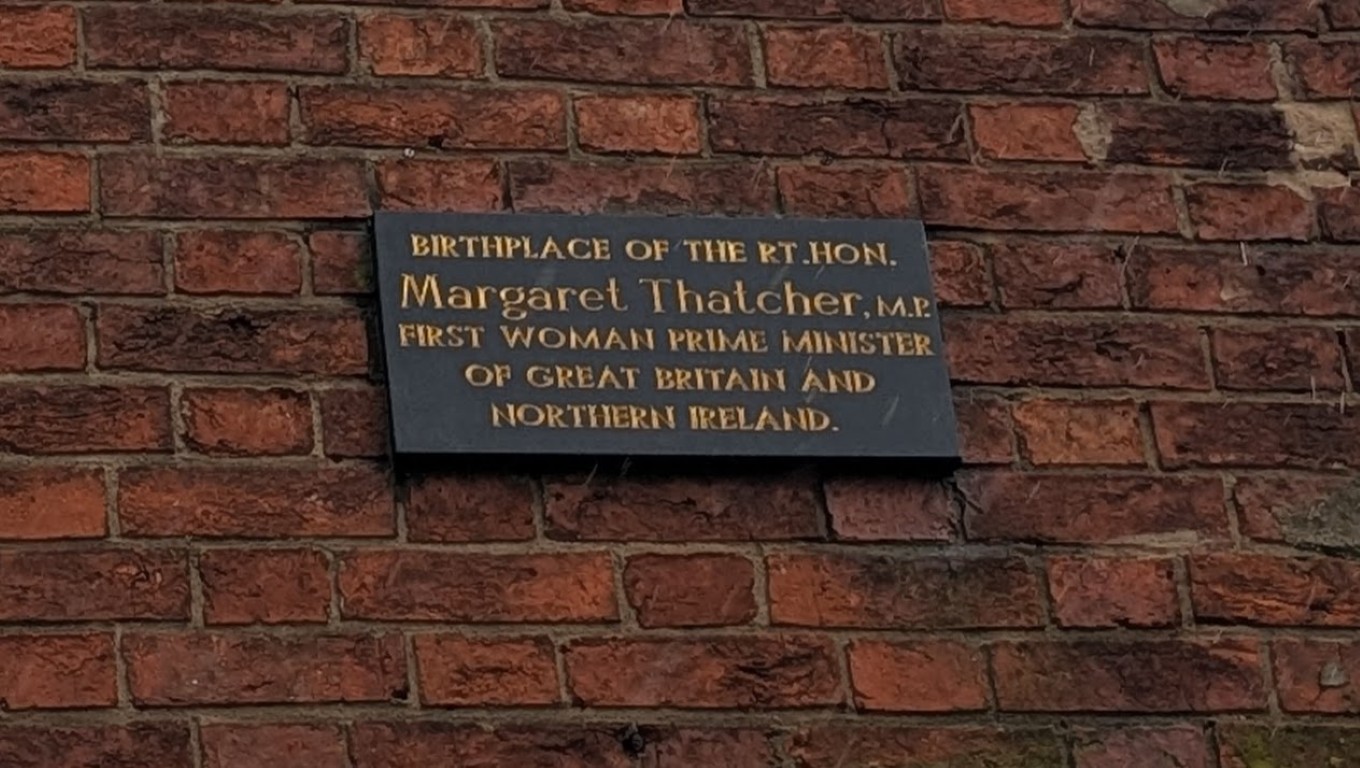 BIRTHPLACE OF THE RT.HON.
Margaret Thatcher, M.P.
FIRST WOMAN PRIME MINISTER
OF GREAT BRITAIN AND
NORTHERN IRELAND.